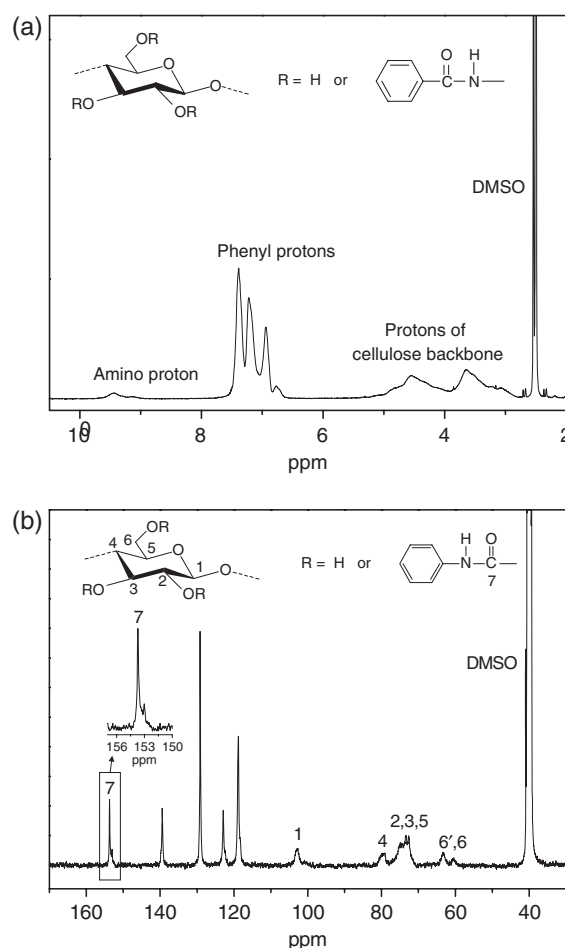 (a)
OR
O
RO
OR
O
R = H or
O
H
C
N
DMSO
Phenyl protons
Protons of
cellulose backbone
Amino proton
10 8 6 4 2
ppm
(b)
OR
6
4
5
O
1
O
RO
3
2
OR
R = H or
H
O
N
C
7
7
DMSO
156 153 150
ppm
7
1
4
2,3,5
6′,6
160 140 120 100 80 60 40
ppm